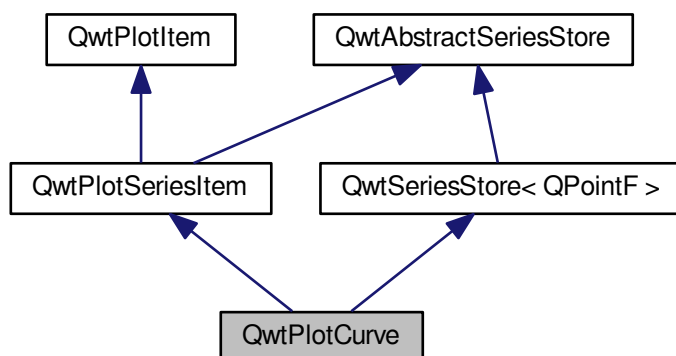 QwtPlotItem
QwtAbstractSeriesStore
QwtPlotSeriesItem
QwtSeriesStore< QPointF >
QwtPlotCurve